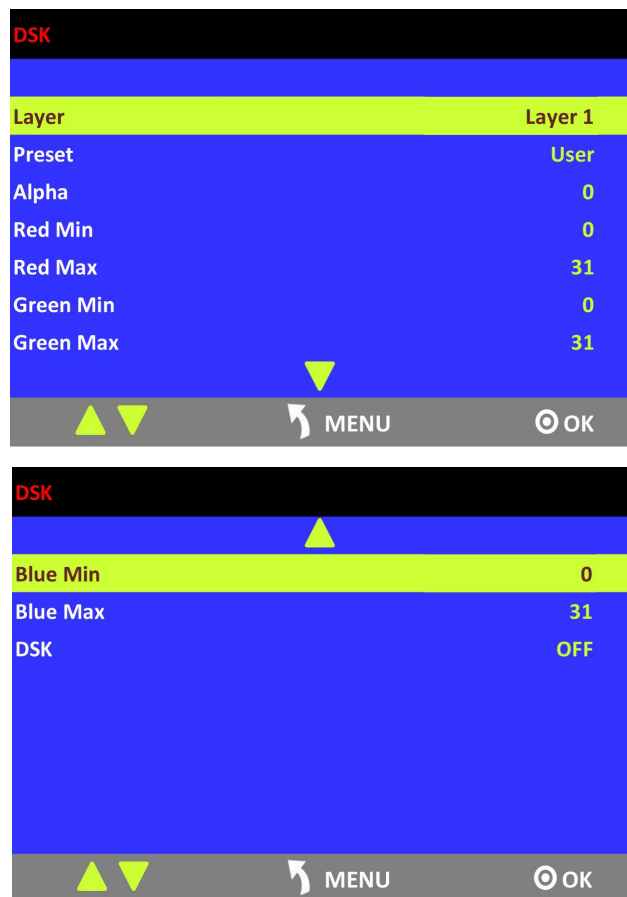 DSK
Layer Layer 1
Preset User
Alpha 0
Red Min 0
Red Max 31
Green Min 0
Green Max 31
MENU OK
DSK
Blue Min 0
Blue Max 31
DSK OFF
MENU OK